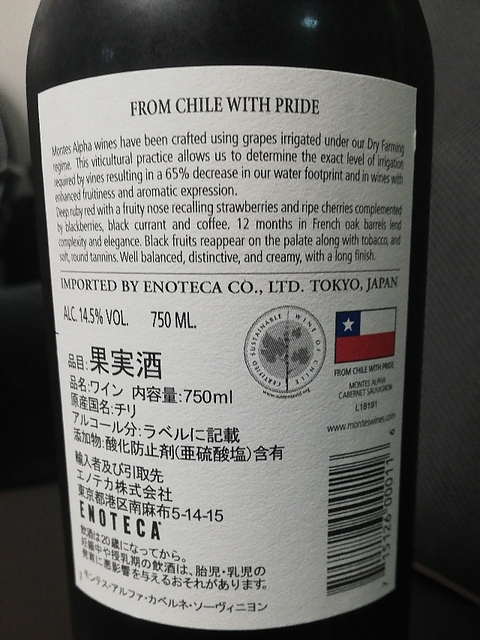 FROM CHILE WITH PRIDE
Montes Alpha wines have been crafted using grapes irrigated under our Dry Farming
regime. This viticultural practice allows us to determine the exact level of irrigation
required by vines resulting in a 65% decrease in our water footprint and in wines with
enhanced fruitiness and aromatic expression.
Deep ruby red with a fruity nose recalling strawberries and ripe cherries complemented
by blackberries, black currant and coffee. 12 months in French oak barrels lend
complexity and elegance. Black fruits reappear on the palate along with tobacco, and
soft, round tannins. Well balanced, distinctive, and creamy, with a long finish.
IMPORTED BY ENOTECA CO., LTD. TOKYO, JAPAN
ALC. 14.5% VOL. 750 ML.
CERTIFIED SUSTAINABLE WINE OF CHILE
FROM CHILE WITH PRIDE
MONTES ALPHA
CABERNET SAUVIGNON
L18191
www.monteswines.com
品目:果実酒
品名:ワイン 内容量:750ml
原産国名:チリ
アルコール分:ラベルに記載
添加物:酸化防止剤(亜硫酸塩)含有
輸入者及び引取先
エノテカ株式会社
東京都港区南麻布5-14-15
ENOTECA
飲酒は20歳になってから。
妊娠中や授乳期の飲酒は、胎児・乳児の
発育に悪影響を与えるおそれがあります。
モンテス・アルファ・カベルネ・ソーヴィニヨン
7 15126 00011 6